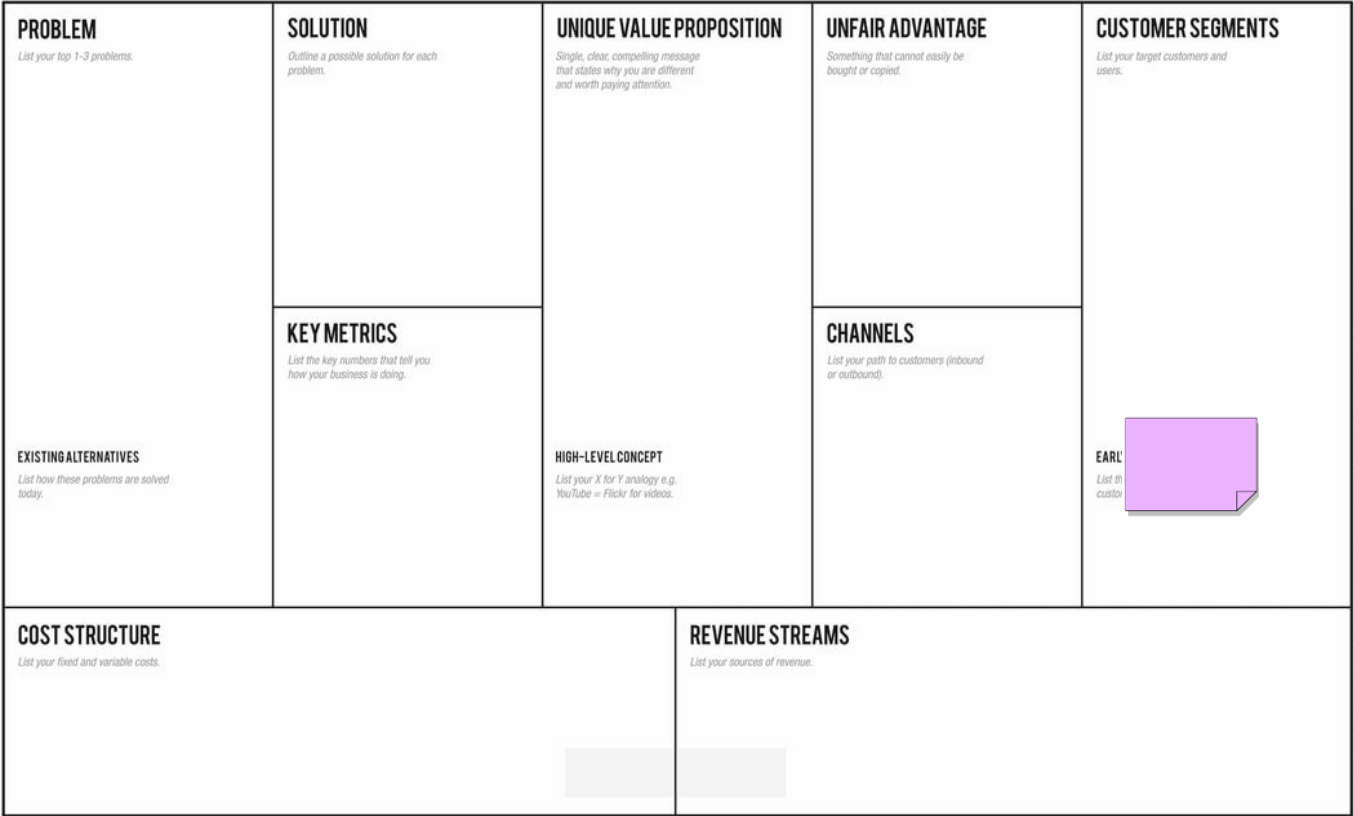 PROBLEM
List your top 1-3 problems.
EXISTING ALTERNATIVES
List how these problems are solved
today.
SOLUTION
Outline a possible solution for each
problem.
KEY METRICS
List the key numbers that tell you
how your business is doing.
UNIQUE VALUE PROPOSITION
Single, clear, compelling message
that states why you are different
and worth paying attention.
HIGH-LEVEL CONCEPT
List your X for Y analogy e.g.
YouTube = Flickr for videos.
UNFAIR ADVANTAGE
Something that cannot easily be
bought or copied.
CHANNELS
List your path to customers (inbound
or outbound).
CUSTOMER SEGMENTS
List your target customers and
users.
List
COST STRUCTURE
List your fixed and variable costs.
REVENUE STREAMS
List your sources of revenue.